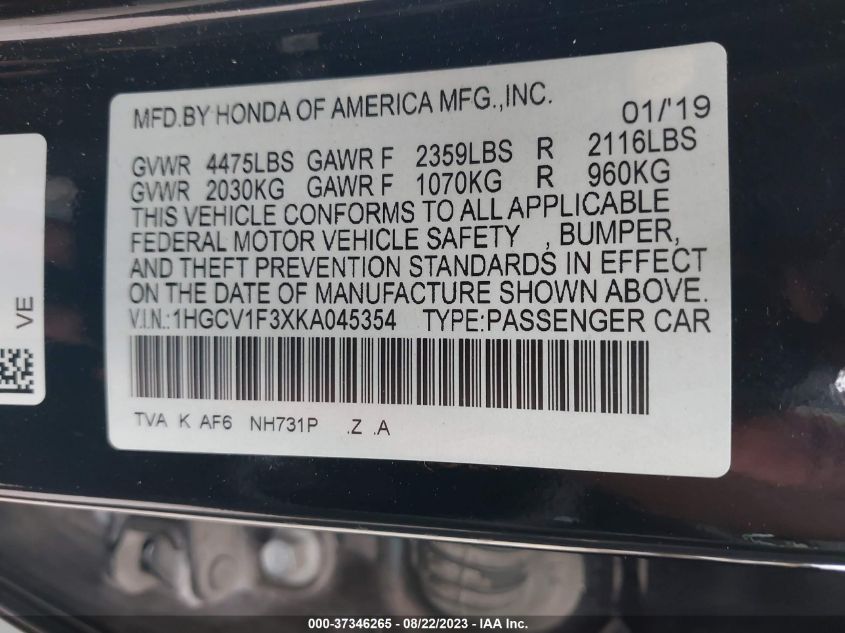 MFD.BY HONDA OF AMERICA MFG.,INC. 01/'19
GVWR 4475LBS GAWR F 2359LBS R 2116LBS
GVWR 2030KG GAWR F 1070KG R 960KG
THIS VEHICLE CONFORMS TO ALL APPLICABLE
FEDERAL MOTOR VEHICLE SAFETY , BUMPER,
AND THEFT PREVENTION STANDARDS IN EFFECT
ON THE DATE OF MANUFACTURE SHOWN ABOVE.
V.I.N.:1HGCV1F3XKA045354 TYPE:PASSENGER CAR
TVA K AF6 NH731P .Z .A
VE
000-37346265 - 08/22/2023 - IAA Inc.